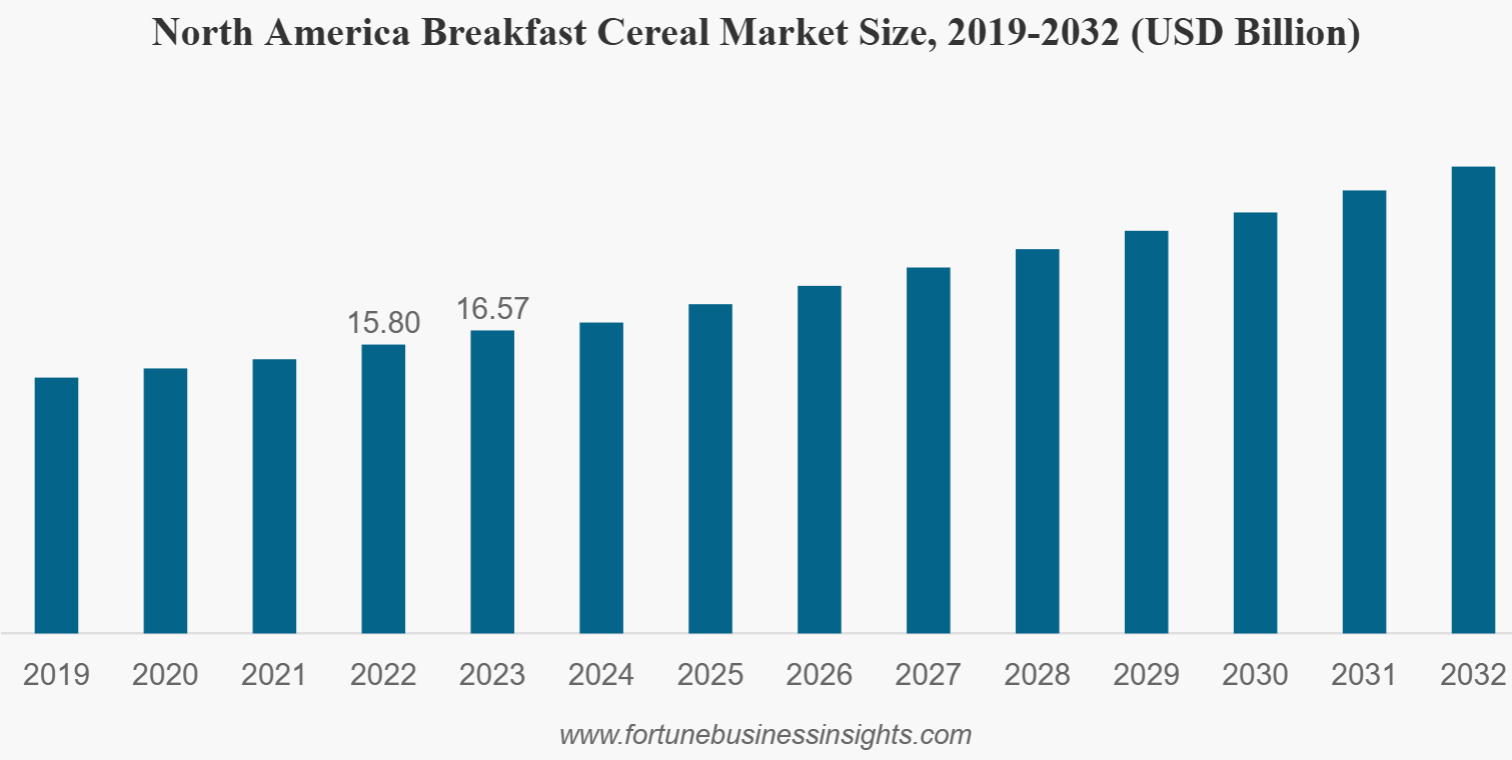 North America Breakfast Cereal Market Size, 2019-2032 (USD Billion)
15.80 16.57
2019 2020 2021 2022 2023 2024 2025 2026 2027 2028 2029 2030 2031 2032
www.fortunebusinessinsights.com